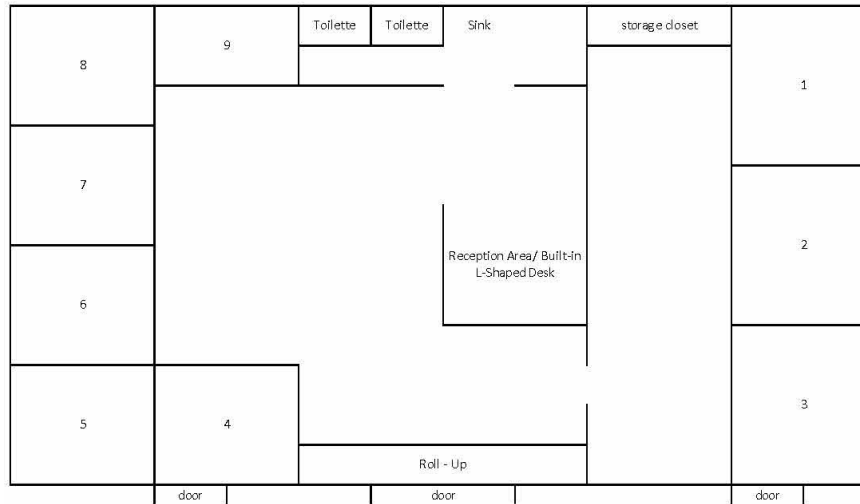 Toilette Toilette Sink storage closet
9
8
1
7
2
Reception Area/ Built-in
L-Shaped Desk
6
3
5
4
Roll - Up
door door door